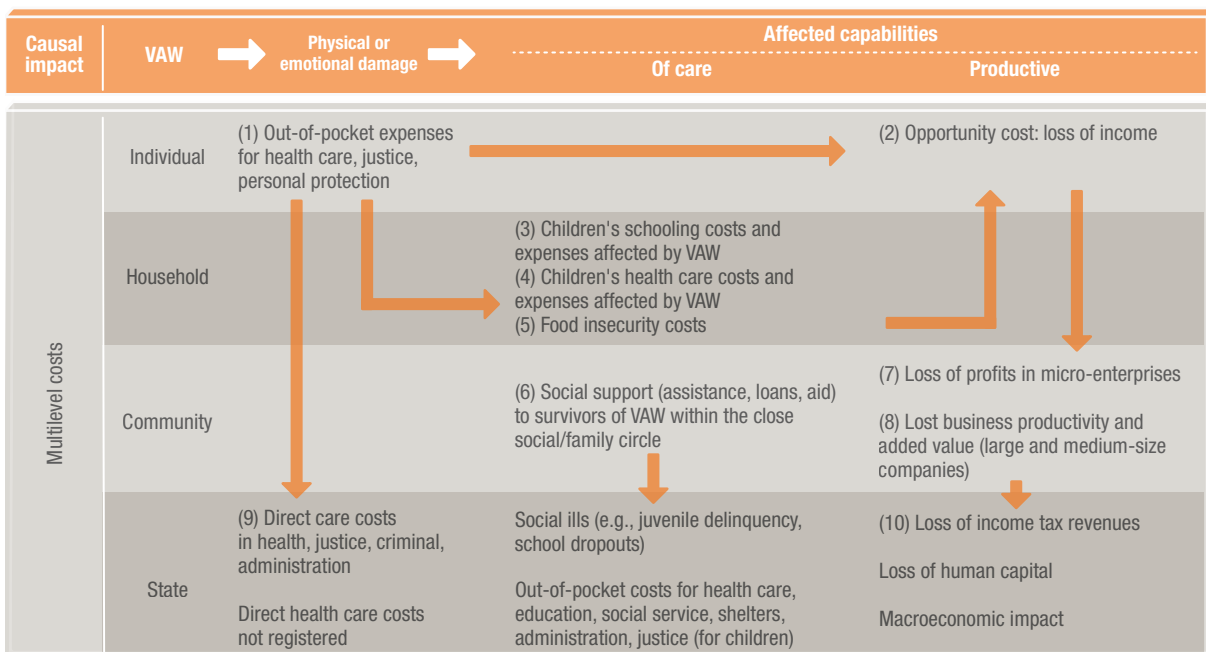 Causal
impact
VAW
Physical or
emotional damage
Affected capabilities
Of care
Productive
Multilevel costs
Individual
(1) Out-of-pocket expenses
for health care, justice,
personal protection
(2) Opportunity cost: loss of income
Household
(3) Children's schooling costs and
expenses affected by VAW
(4) Children's health care costs and
expenses affected by VAW
(5) Food insecurity costs
Community
(6) Social support (assistance, loans, aid)
to survivors of VAW within the close
social/family circle
(7) Loss of profits in micro-enterprises
(8) Lost business productivity and
added value (large and medium-size
companies)
State
(9) Direct care costs
in health, justice, criminal,
administration
Direct health care costs
not registered
Social ills (e.g., juvenile delinquency,
school dropouts)
Out-of-pocket costs for health care,
education, social service, shelters,
administration, justice (for children)
(10) Loss of income tax revenues
Loss of human capital
Macroeconomic impact